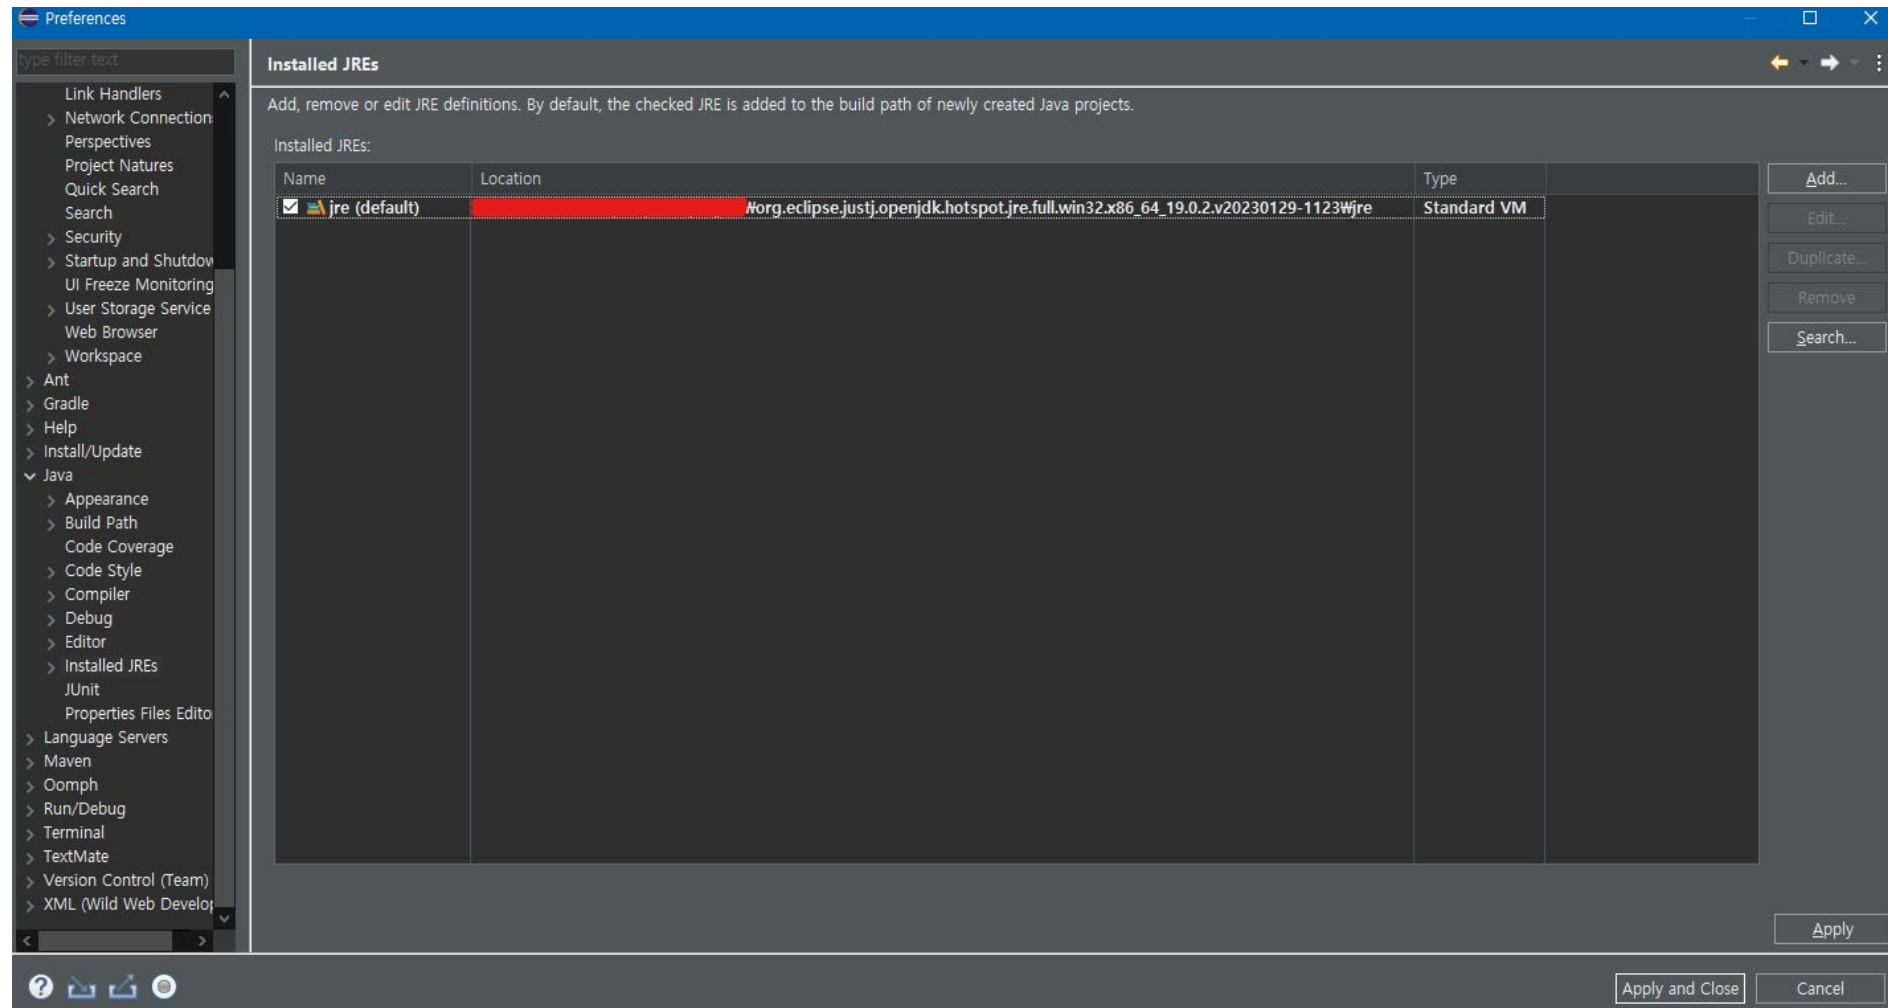 Preferences
type filter text
Link Handlers
Network Connection
Perspectives
Project Natures
Quick Search
Search
Security
Startup and Shutdow
UI Freeze Monitoring
User Storage Service
Web Browser
Workspace
Ant
Gradle
Help
Install/Update
Java
Appearance
Build Path
Code Coverage
Code Style
Compiler
Debug
Editor
Installed JREs
JUnit
Properties Files Edito
Language Servers
Maven
Oomph
Run/Debug
Terminal
TextMate
Version Control (Team)
XML (Wild Web Develop
Installed JREs
Add, remove or edit JRE definitions. By default, the checked JRE is added to the build path of newly created Java projects.
Installed JREs:
Name Location Type
jre (default) ₩org.eclipse.justj.openjdk.hotspot.jre.full.win32.x86_64_19.0.2.v20230129-1123₩jre Standard VM
Add...
Edit...
Duplicate...
Remove
Search...
Apply
Apply and Close Cancel